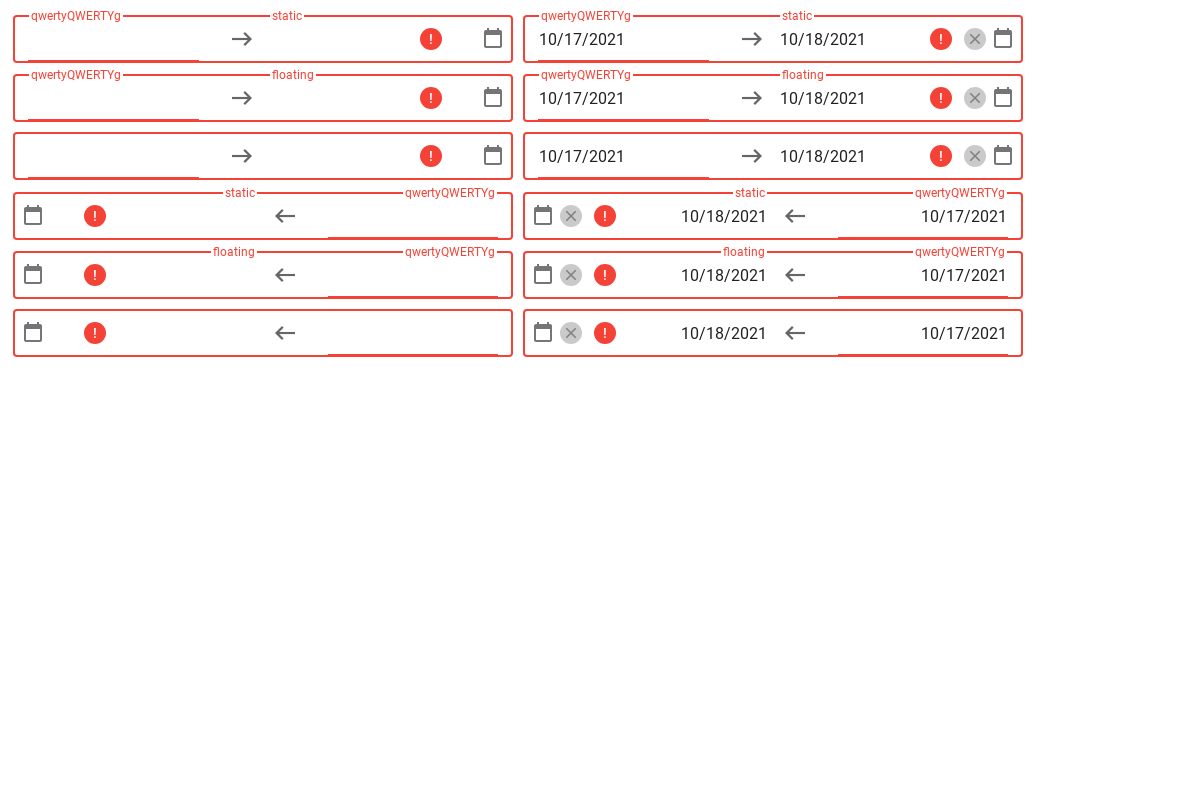 qwertyQWERTYg static qwertyQWERTYg static
10/17/2021 10/18/2021
qwertyQWERTYg floating qwertyQWERTYg floating
10/17/2021 10/18/2021
10/17/2021 10/18/2021
static qwertyQWERTYg static qwertyQWERTYg
10/18/2021 10/17/2021
floating qwertyQWERTYg floating qwertyQWERTYg
10/18/2021 10/17/2021
10/18/2021 10/17/2021